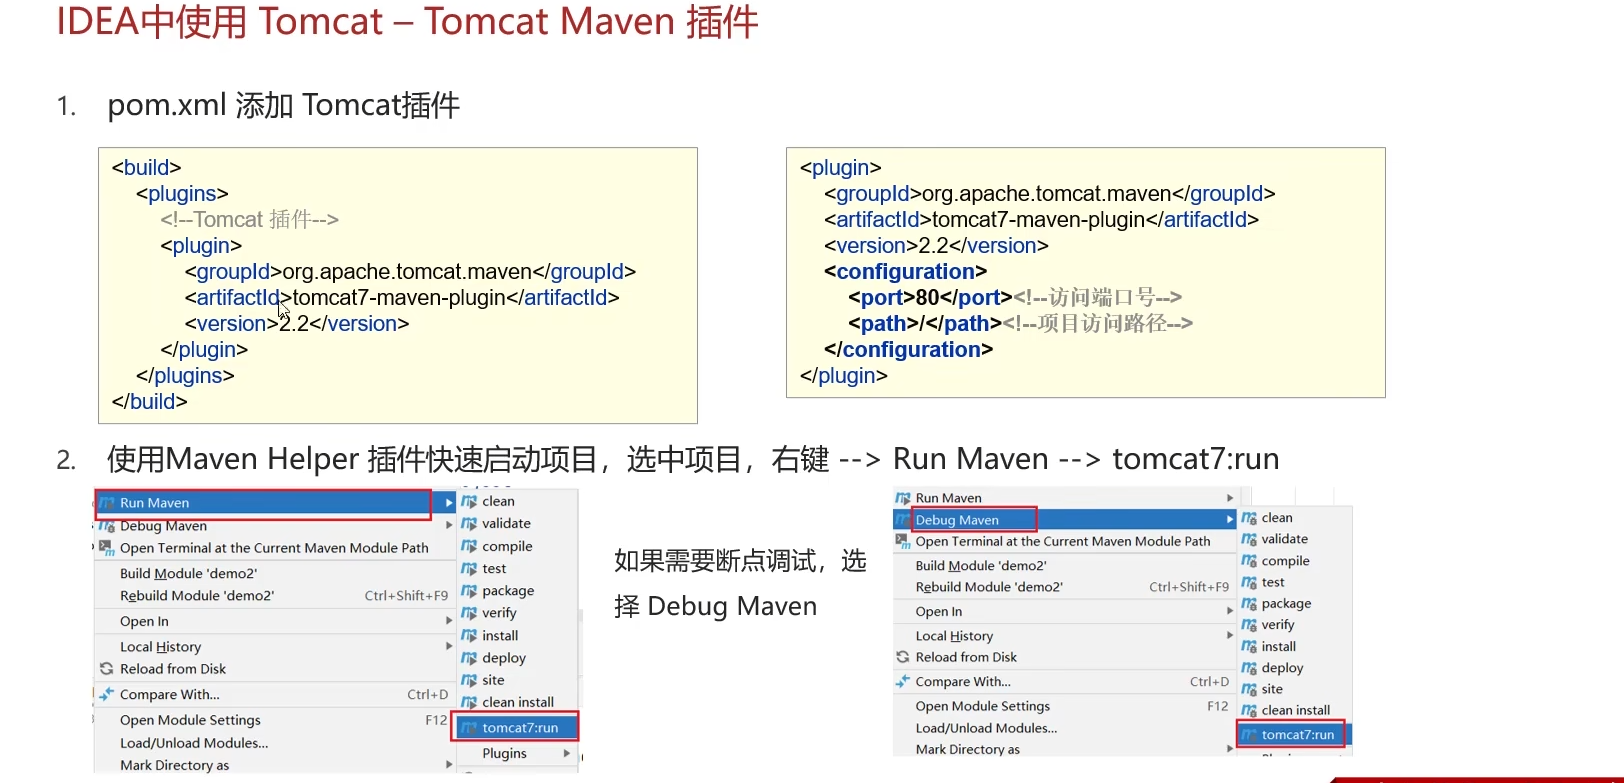 IDEA中使用 Tomcat – Tomcat Maven 插件
1. pom.xml 添加 Tomcat插件
<build>
<plugins>
<!--Tomcat 插件-->
<plugin>
<groupId>org.apache.tomcat.maven</groupId>
<artifactId>tomcat7-maven-plugin</artifactId>
<version>2.2</version>
</plugin>
</plugins>
</build>
<plugin>
<groupId>org.apache.tomcat.maven</groupId>
<artifactId>tomcat7-maven-plugin</artifactId>
<version>2.2</version>
<configuration>
<port>80</port><!--访问端口号-->
<path>/</path><!--项目访问路径-->
</configuration>
</plugin>
2. 使用Maven Helper 插件快速启动项目，选中项目，右键 --> Run Maven --> tomcat7:run
Run Maven
Debug Maven
Open Terminal at the Current Maven Module Path
Build Module 'demo2'
Rebuild Module 'demo2' Ctrl+Shift+F9
Open In
Local History
Reload from Disk
Compare With... Ctrl+D
Open Module Settings F12
Load/Unload Modules...
Mark Directory as
clean
validate
compile
test
package
verify
install
deploy
site
clean install
tomcat7:run
Plugins
如果需要断点调试，选
择 Debug Maven
Run Maven
Debug Maven
Open Terminal at the Current Maven Module Path
Build Module 'demo2'
Rebuild Module 'demo2' Ctrl+Shift+F9
Open In
Local History
Reload from Disk
Compare With... Ctrl+D
Open Module Settings F12
Load/Unload Modules...
Mark Directory as
clean
validate
compile
test
package
verify
install
deploy
site
clean install
tomcat7:run